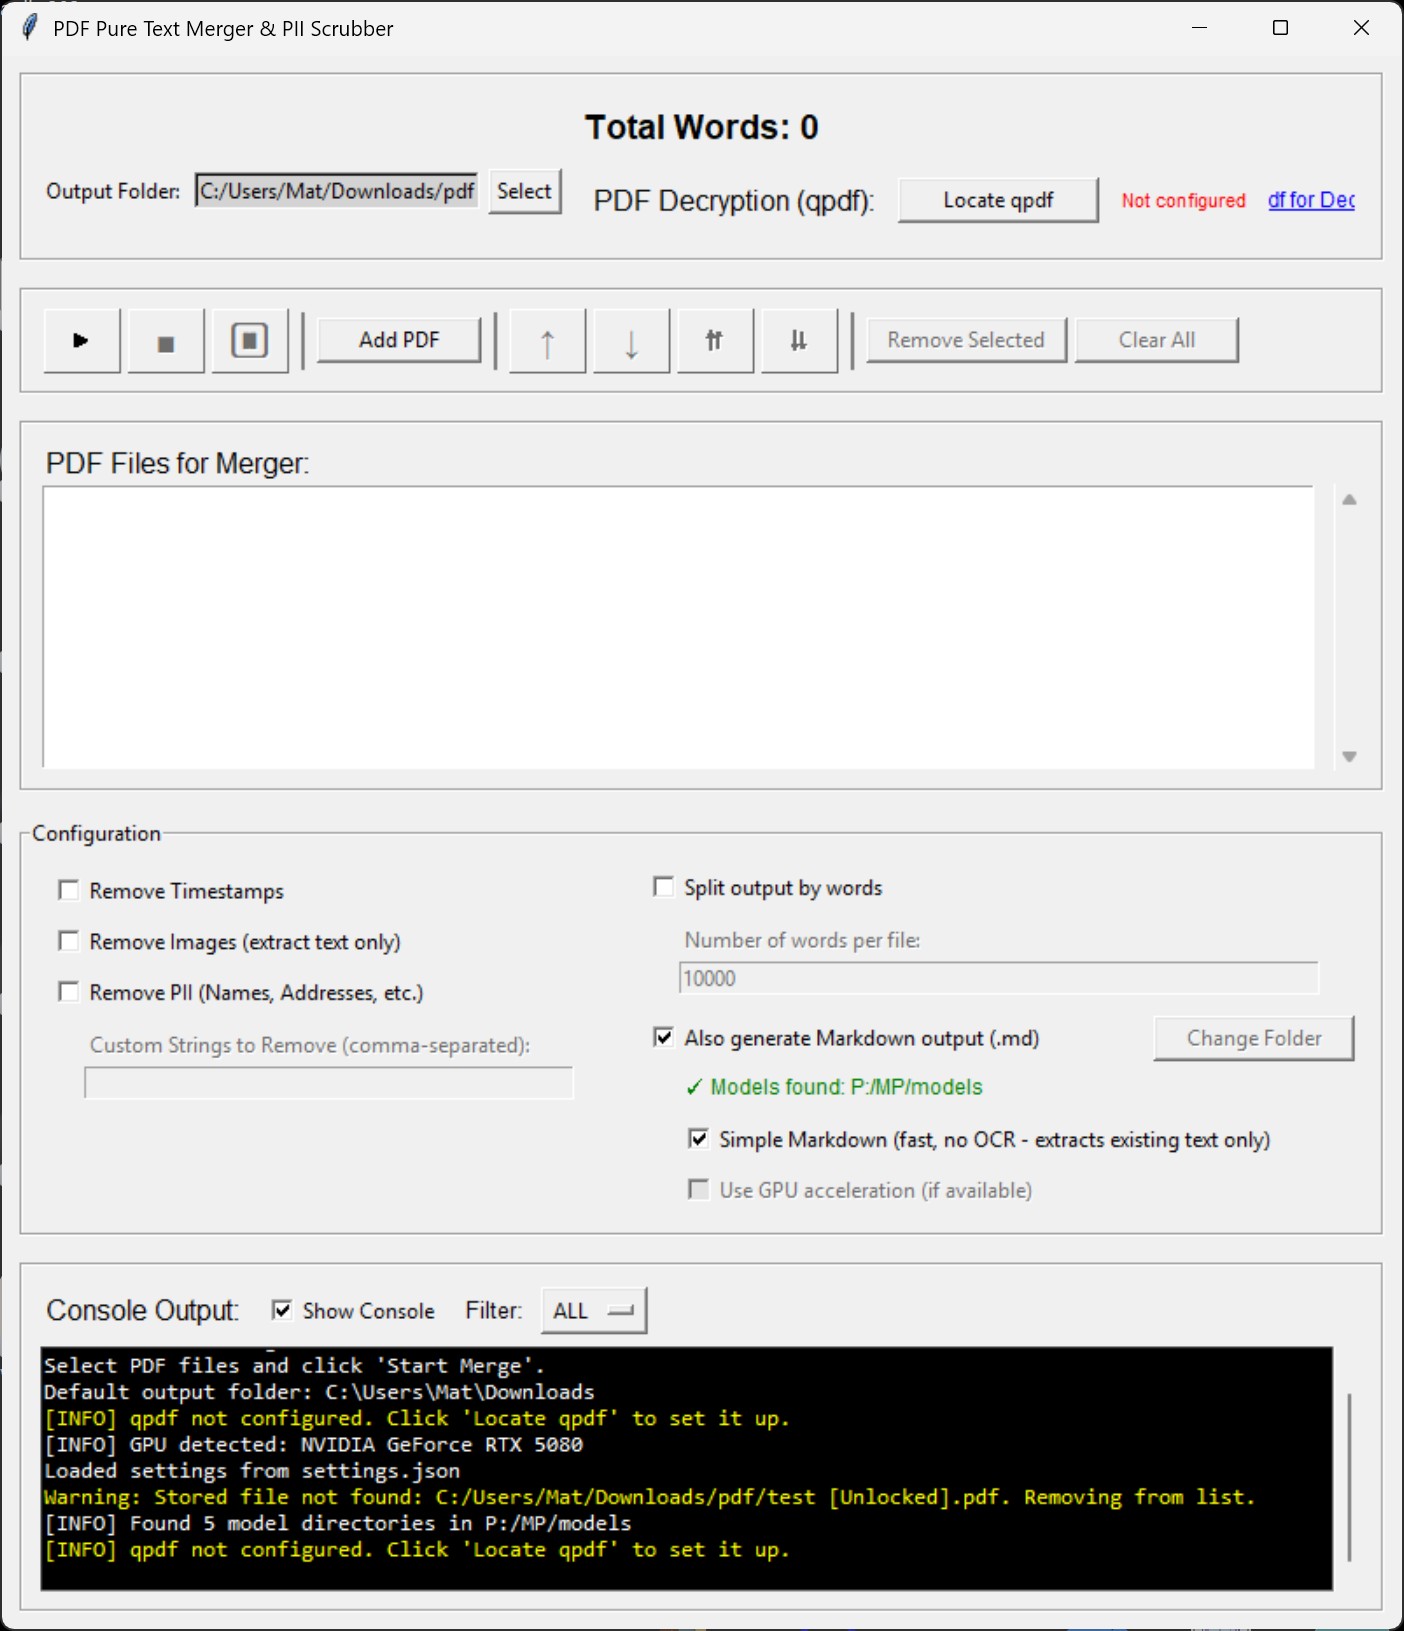 PDF Pure Text Merger & PII Scrubber
Total Words: 0
Output Folder: C:/Users/Mat/Downloads/pdf Select PDF Decryption (qpdf): Locate qpdf Not configured df for Dec
Add PDF Remove Selected Clear All
PDF Files for Merger:
Configuration
Remove Timestamps
Remove Images (extract text only)
Remove PII (Names, Addresses, etc.)
Custom Strings to Remove (comma-separated):
Split output by words
Number of words per file:
10000
Also generate Markdown output (.md) Change Folder
✓ Models found: P:/MP/models
Simple Markdown (fast, no OCR - extracts existing text only)
Use GPU acceleration (if available)
Console Output: Show Console Filter: ALL
Select PDF files and click 'Start Merge'.
Default output folder: C:\Users\Mat\Downloads
[INFO] qpdf not configured. Click 'Locate qpdf' to set it up.
[INFO] GPU detected: NVIDIA GeForce RTX 5080
Loaded settings from settings.json
Warning: Stored file not found: C:/Users/Mat/Downloads/pdf/test [Unlocked].pdf. Removing from list.
[INFO] Found 5 model directories in P:/MP/models
[INFO] qpdf not configured. Click 'Locate qpdf' to set it up.